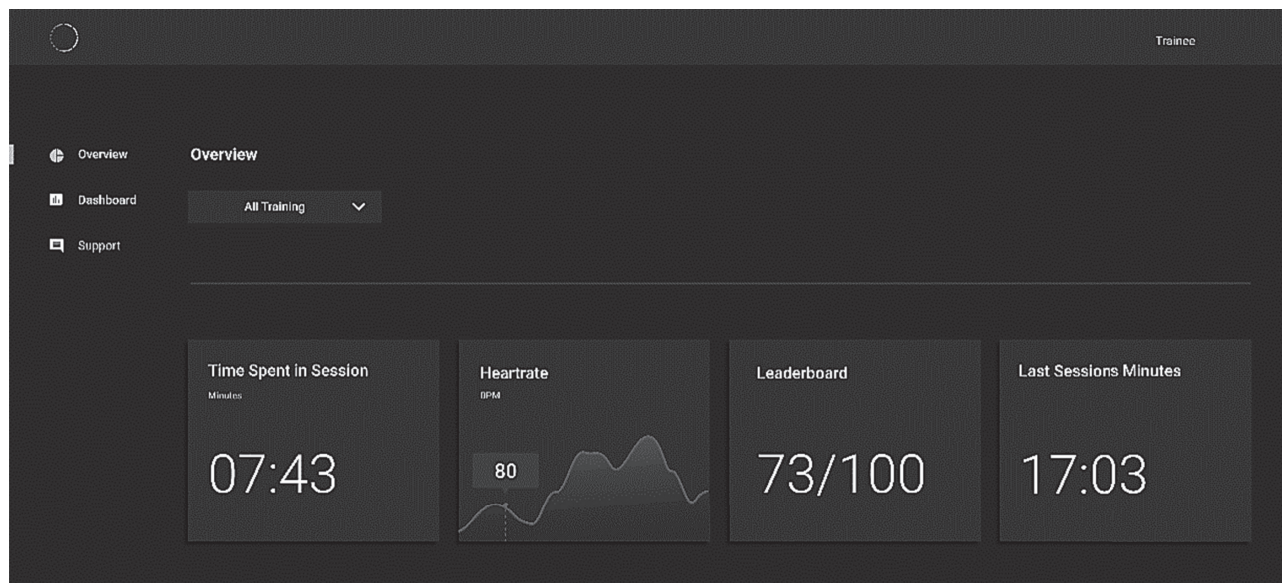 Trainee
Overview
Dashboard
Support
Overview
All Training
Time Spent in Session
Minutes
07:43
Heartrate
BPM
80
Leaderboard
73/100
Last Sessions Minutes
17:03